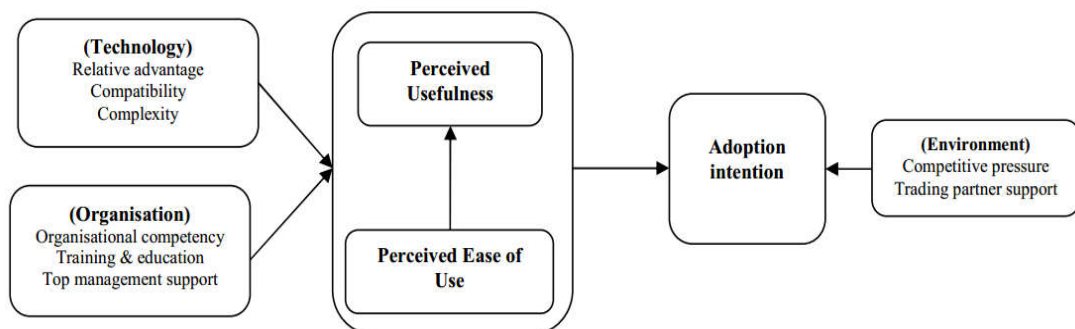 (Technology)
Relative advantage
Compatibility
Complexity
(Organisation)
Organisational competency
Training & education
Top management support
Perceived
Usefulness
Perceived Ease of
Use
Adoption
intention
(Environment)
Competitive pressure
Trading partner support